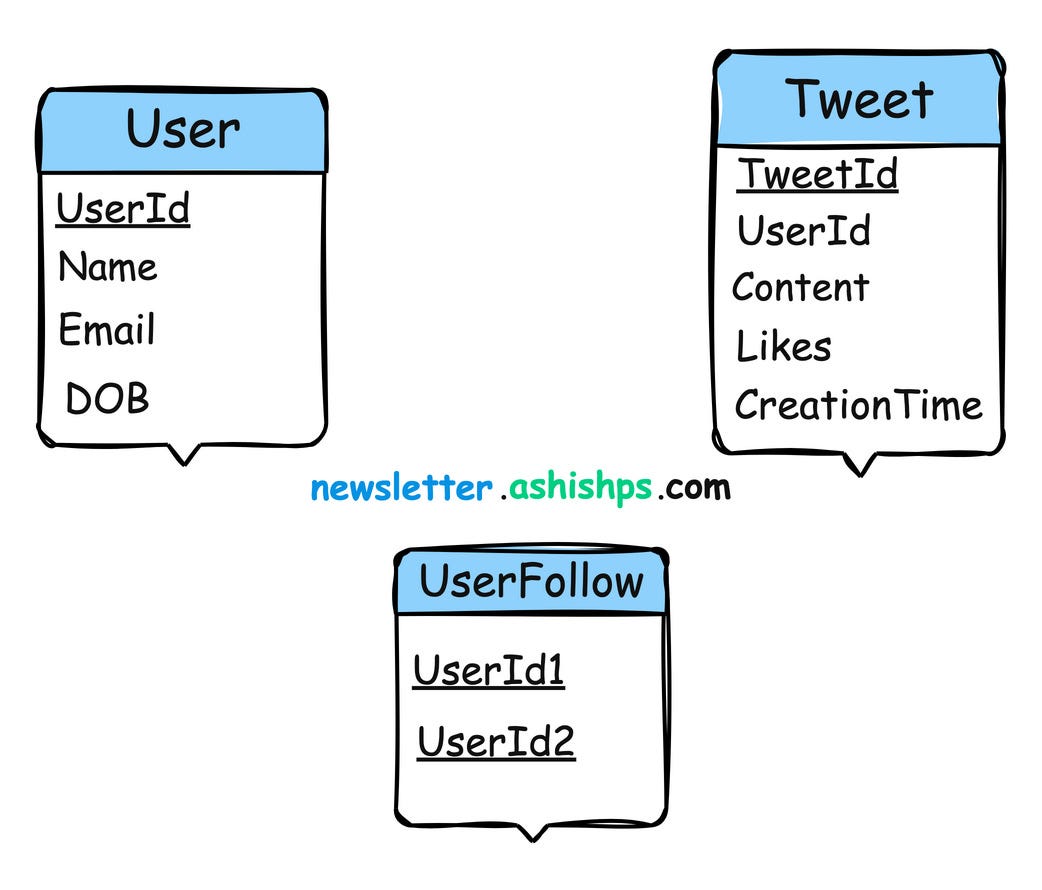 User
UserId
Name
Email
DOB
Tweet
TweetId
UserId
Content
Likes
CreationTime
newsletter.ashishps.com
UserFollow
UserId1
UserId2